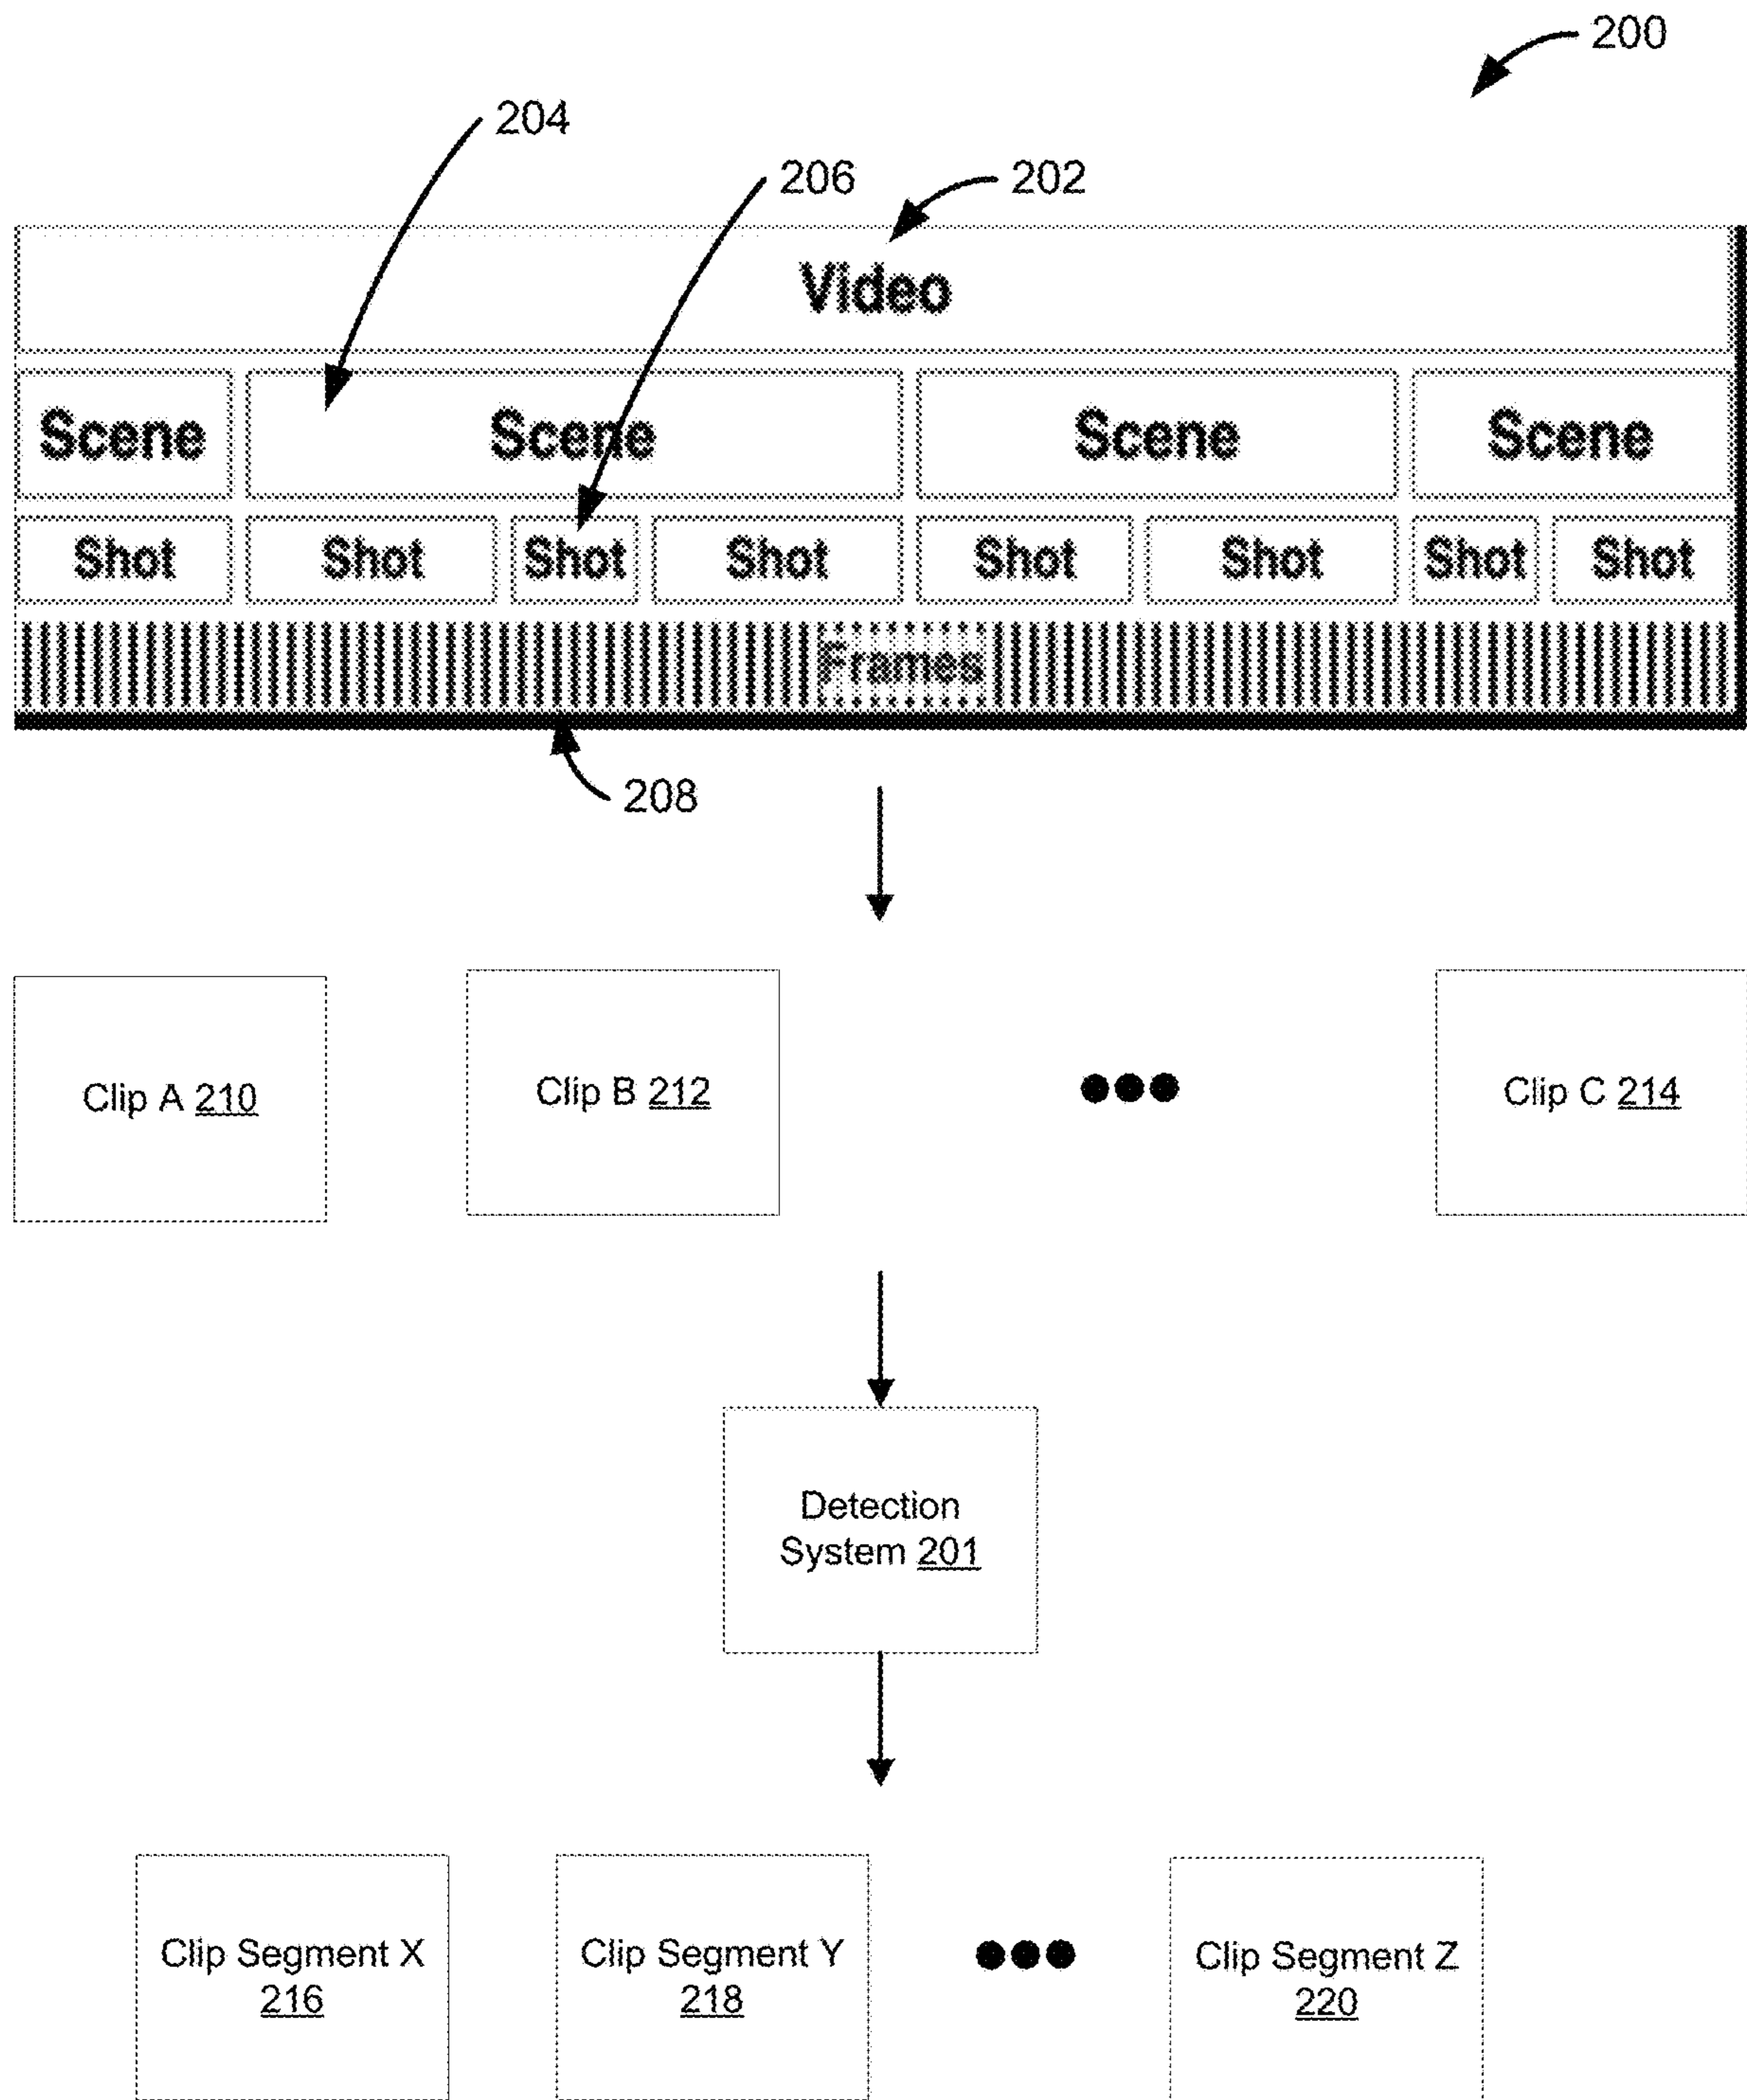 200
204
206
202
Video
Scene Scene Scene Scene
Shot Shot Shot Shot Shot Shot Shot Shot
Frames
208
Clip A 210
Clip B 212
Clip C 214
Detection
System 201
Clip Segment X
216
Clip Segment Y
218
Clip Segment Z
220